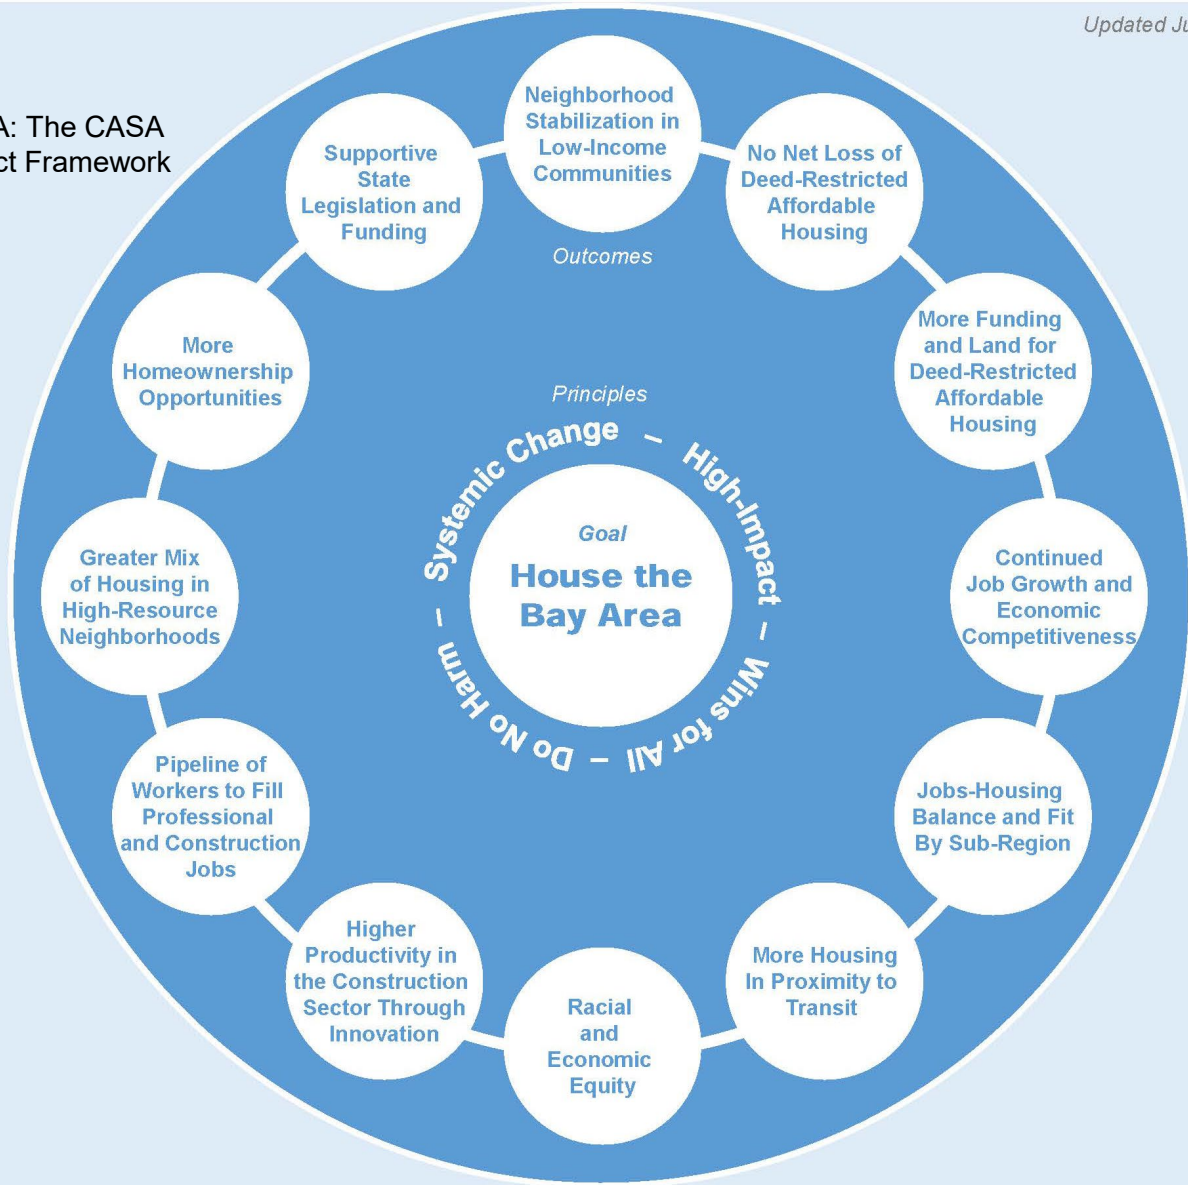 Updated Ju
A: The CASA
ct Framework
Neighborhood
Stabilization in
Low-Income
Communities
No Net Loss of
Deed-Restricted
Affordable
Housing
More Funding
and Land for
Deed-Restricted
Affordable
Housing
Continued
Job Growth and
Economic
Competitiveness
Jobs-Housing
Balance and Fit
By Sub-Region
More Housing
In Proximity to
Transit
Racial
and
Economic
Equity
Higher
Productivity in
the Construction
Sector Through
Innovation
Pipeline of
Workers to Fill
Professional
and Construction
Jobs
Greater Mix
of Housing in
High-Resource
Neighborhoods
More
Homeownership
Opportunities
Supportive
State
Legislation and
Funding
Outcomes
Principles
Systemic Change – High-Impact – Wins for All – Do No Harm –
Goal
House the
Bay Area